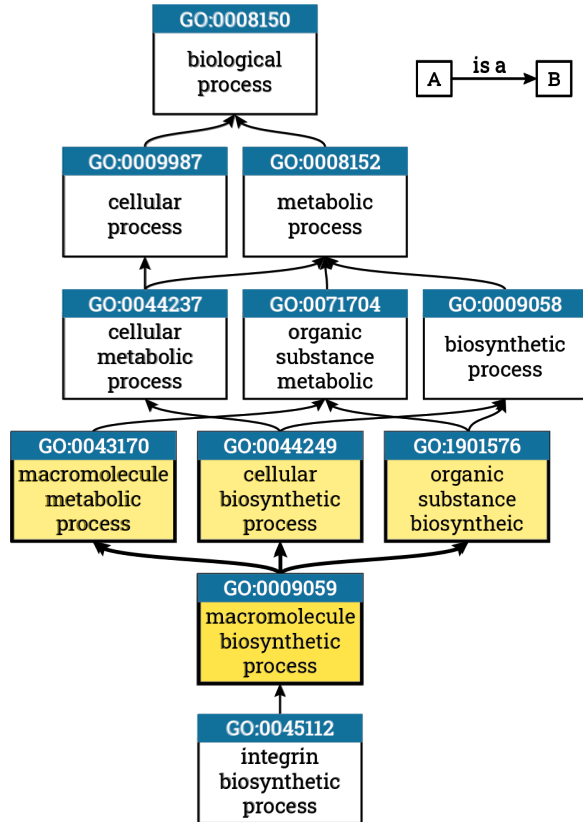 GO:0008150
biological
process
is a
A
B
GO:0009987
cellular
process
GO:0008152
metabolic
process
GO:0044237
cellular
metabolic
process
GO:0071704
organic
substance
metabolic
GO:0009058
biosynthetic
process
GO:0043170
macromolecule
metabolic
process
GO:0044249
cellular
biosynthetic
process
GO:1901576
organic
substance
biosyntheic
GO:0009059
macromolecule
biosynthetic
process
GO:0045112
integrin
biosynthetic
process